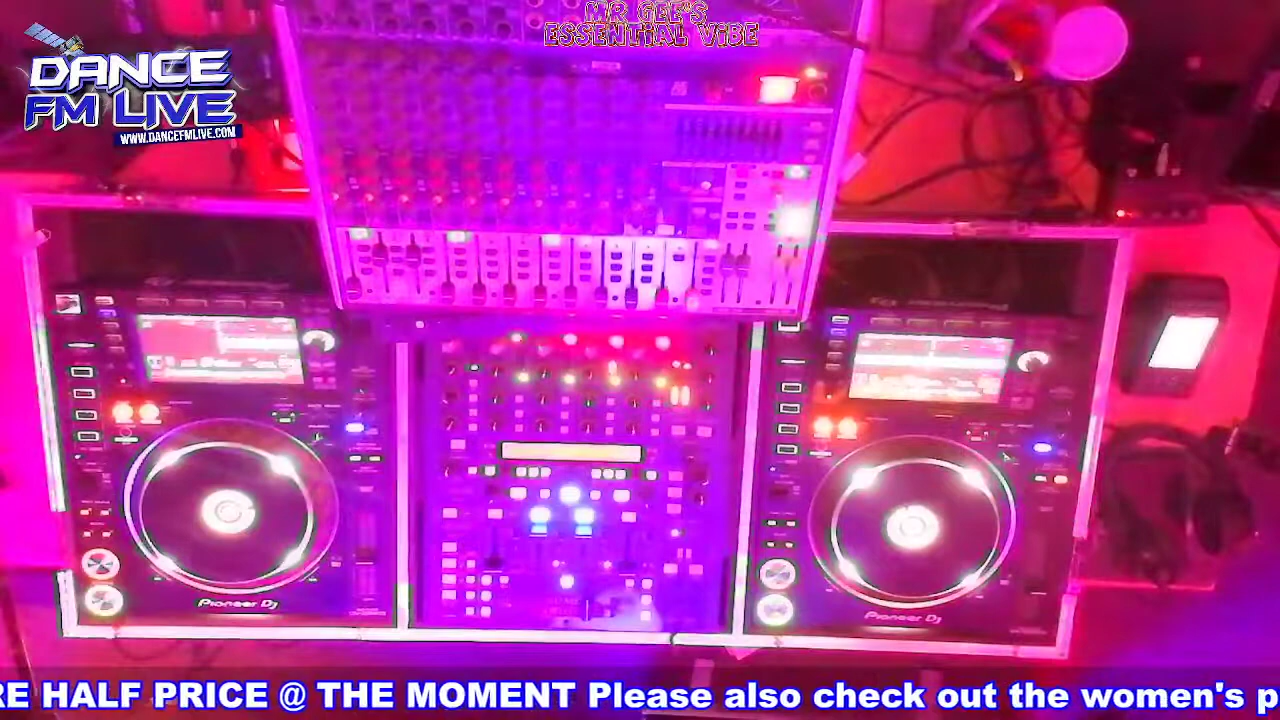 MR GEE'S
ESSENTIAL VIBE
DANCE
FM LIVE
WWW.DANCEFMLIVE.COM
Pioneer Dj
Pioneer Dj
RE HALF PRICE @ THE MOMENT Please also check out the women's p